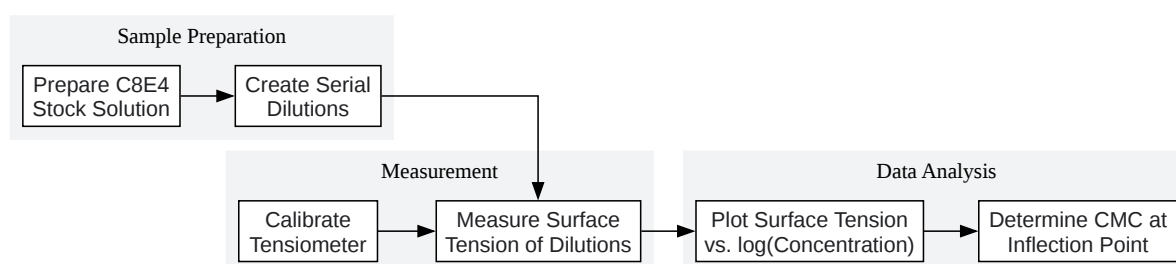 Sample Preparation
Prepare C8E4
Stock Solution
Create Serial
Dilutions
Measurement
Calibrate
Tensiometer
Measure Surface
Tension of Dilutions
Data Analysis
Plot Surface Tension
vs. log(Concentration)
Determine CMC at
Inflection Point